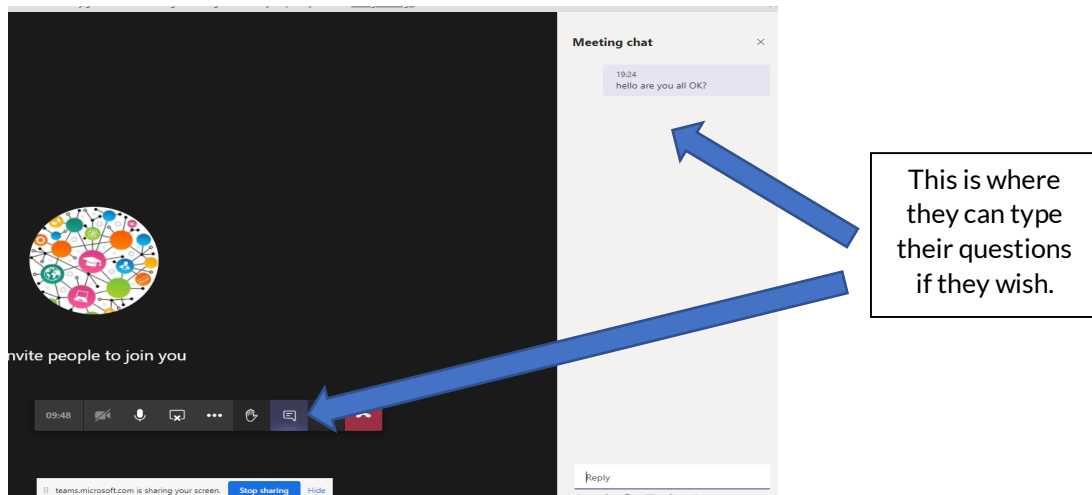 Meeting chat
19:24
hello are you all OK?
This is where
they can type
their questions
if they wish.
nvite people to join you
09:48
Reply
teams.microsoft.com is sharing your screen. Stop sharing Hide